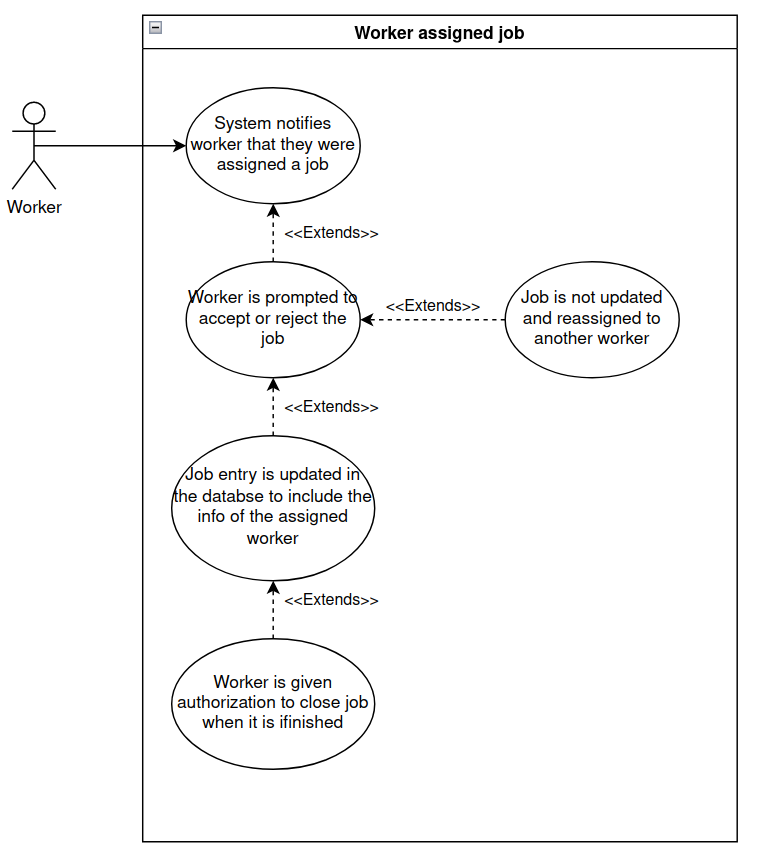 Worker assigned job
System notifies
worker that they were
assigned a job
Worker
<<Extends>>
Worker is prompted to
accept or reject the
job
<<Extends>>
Job is not updated
and reassigned to
another worker
<<Extends>>
Job entry is updated in
the databse to include the
info of the assigned
worker
<<Extends>>
Worker is given
authorization to close job
when it is ifinished